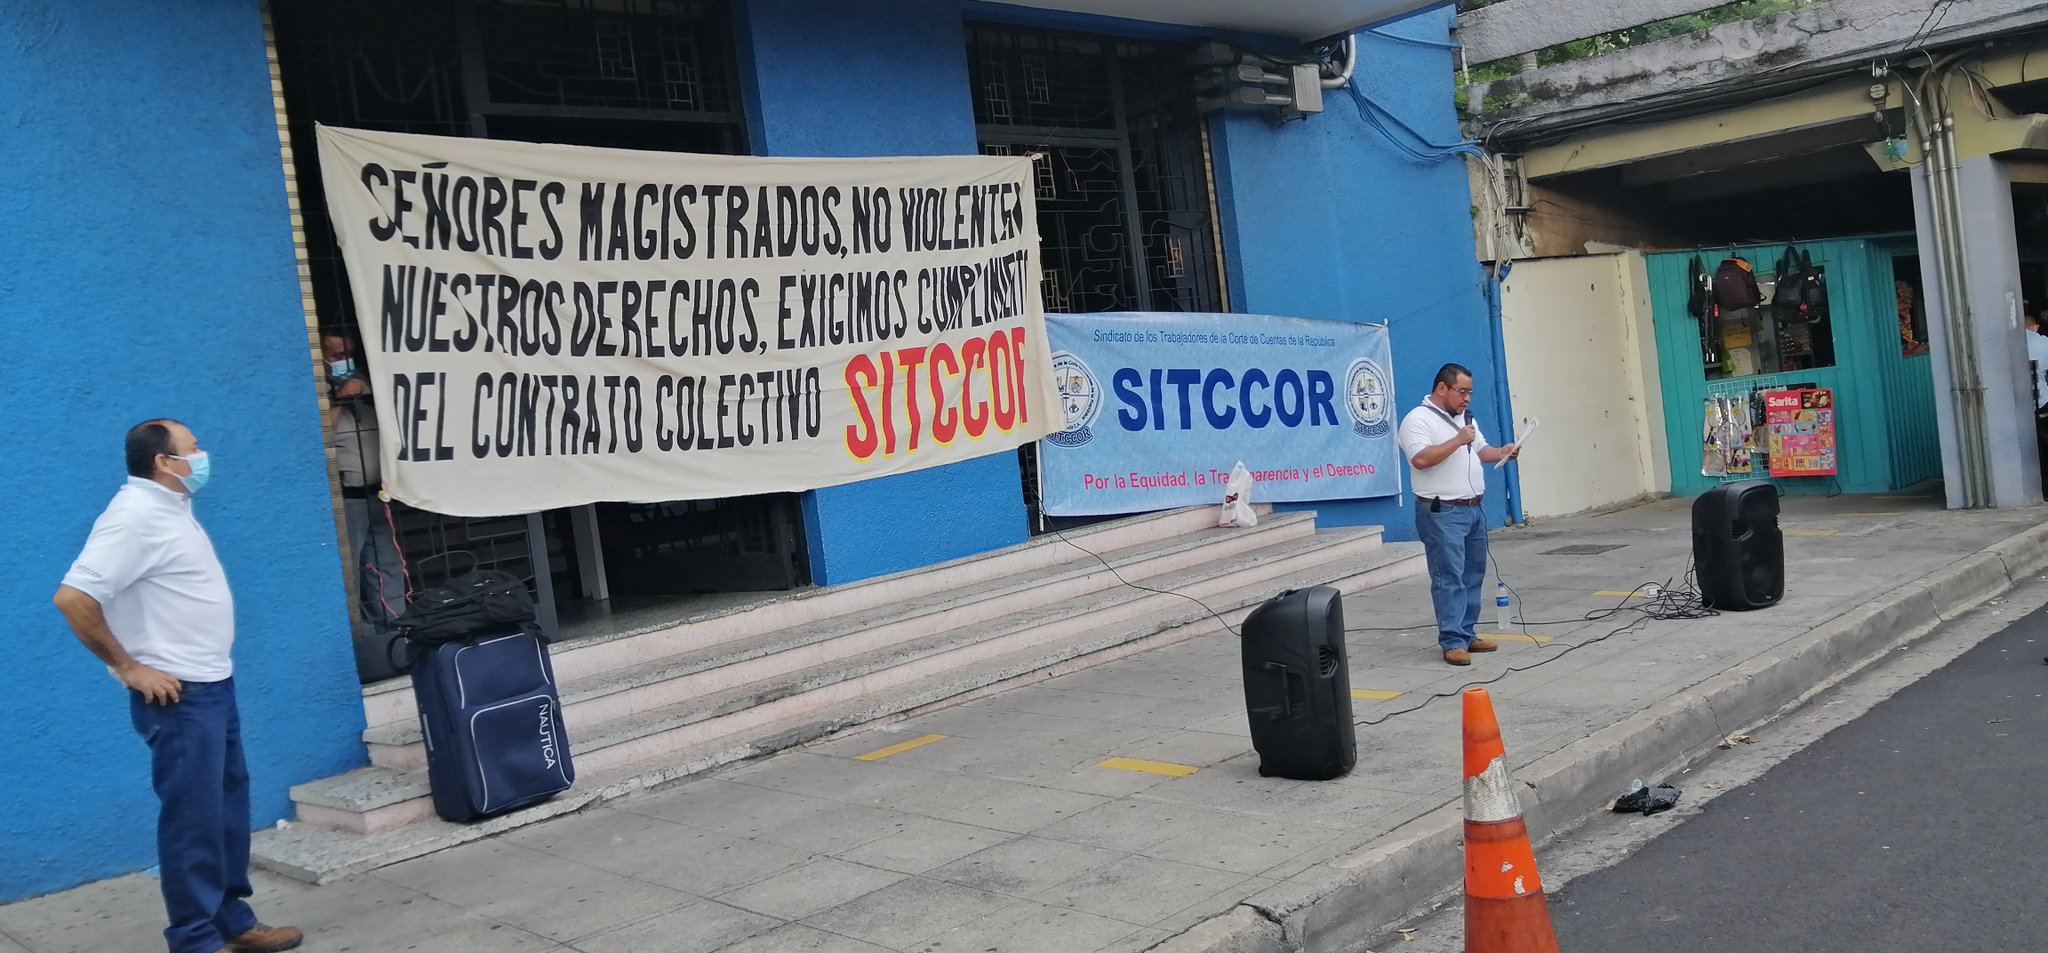 SEÑORES MAGISTRADOS, NO VIOLENTEN
NUESTROS DERECHOS, EXIGIMOS CUMPLIMIENTO
DEL CONTRATO COLECTIVO SITCCOR
Sindicato de los Trabajadores de la Corte de Cuentas de la República
SITCCOR
Por la Equidad, la Transparencia y el Derecho
SITCCOR
SITCCOR
SITCCOR
NAUTICA
Sarita